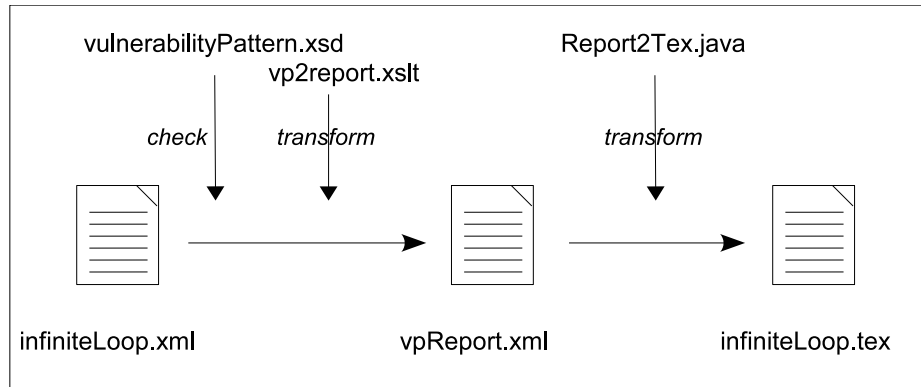 vulnerabilityPattern.xsd
vp2report.xslt
Report2Tex.java
check
transform
transform
infiniteLoop.xml
vpReport.xml
infiniteLoop.tex